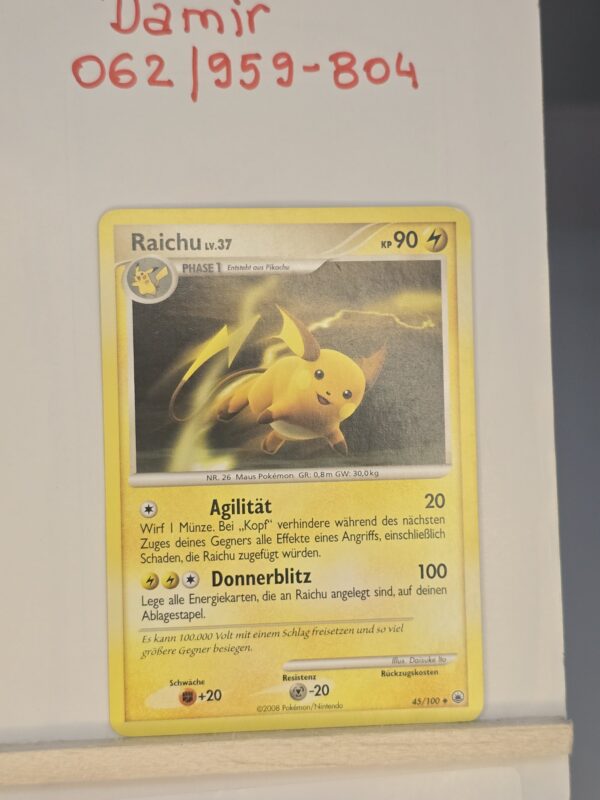 Damir
062/959-804
Raichu LV.37
KP 90
PHASE 1 Entsteht aus Pikachu
NR. 26 Maus Pokémon. GR: 0,8m GW: 30,0kg
Agilität 20
Wirf 1 Münze. Bei „Kopf" verhindere während des nächsten
Zuges deines Gegners alle Effekte eines Angriffs, einschließlich
Schaden, die Raichu zugefügt würden.
Donnerblitz 100
Lege alle Energiekarten, die an Raichu angelegt sind, auf deinen
Ablagestapel.
Es kann 100.000 Volt mit einem Schlag freisetzen und so viel
größere Gegner besiegen.
Illus. Daisuke Ito
Schwäche Resistenz Rückzugskosten
+20 -20
©2008 Pokémon/Nintendo 45/100